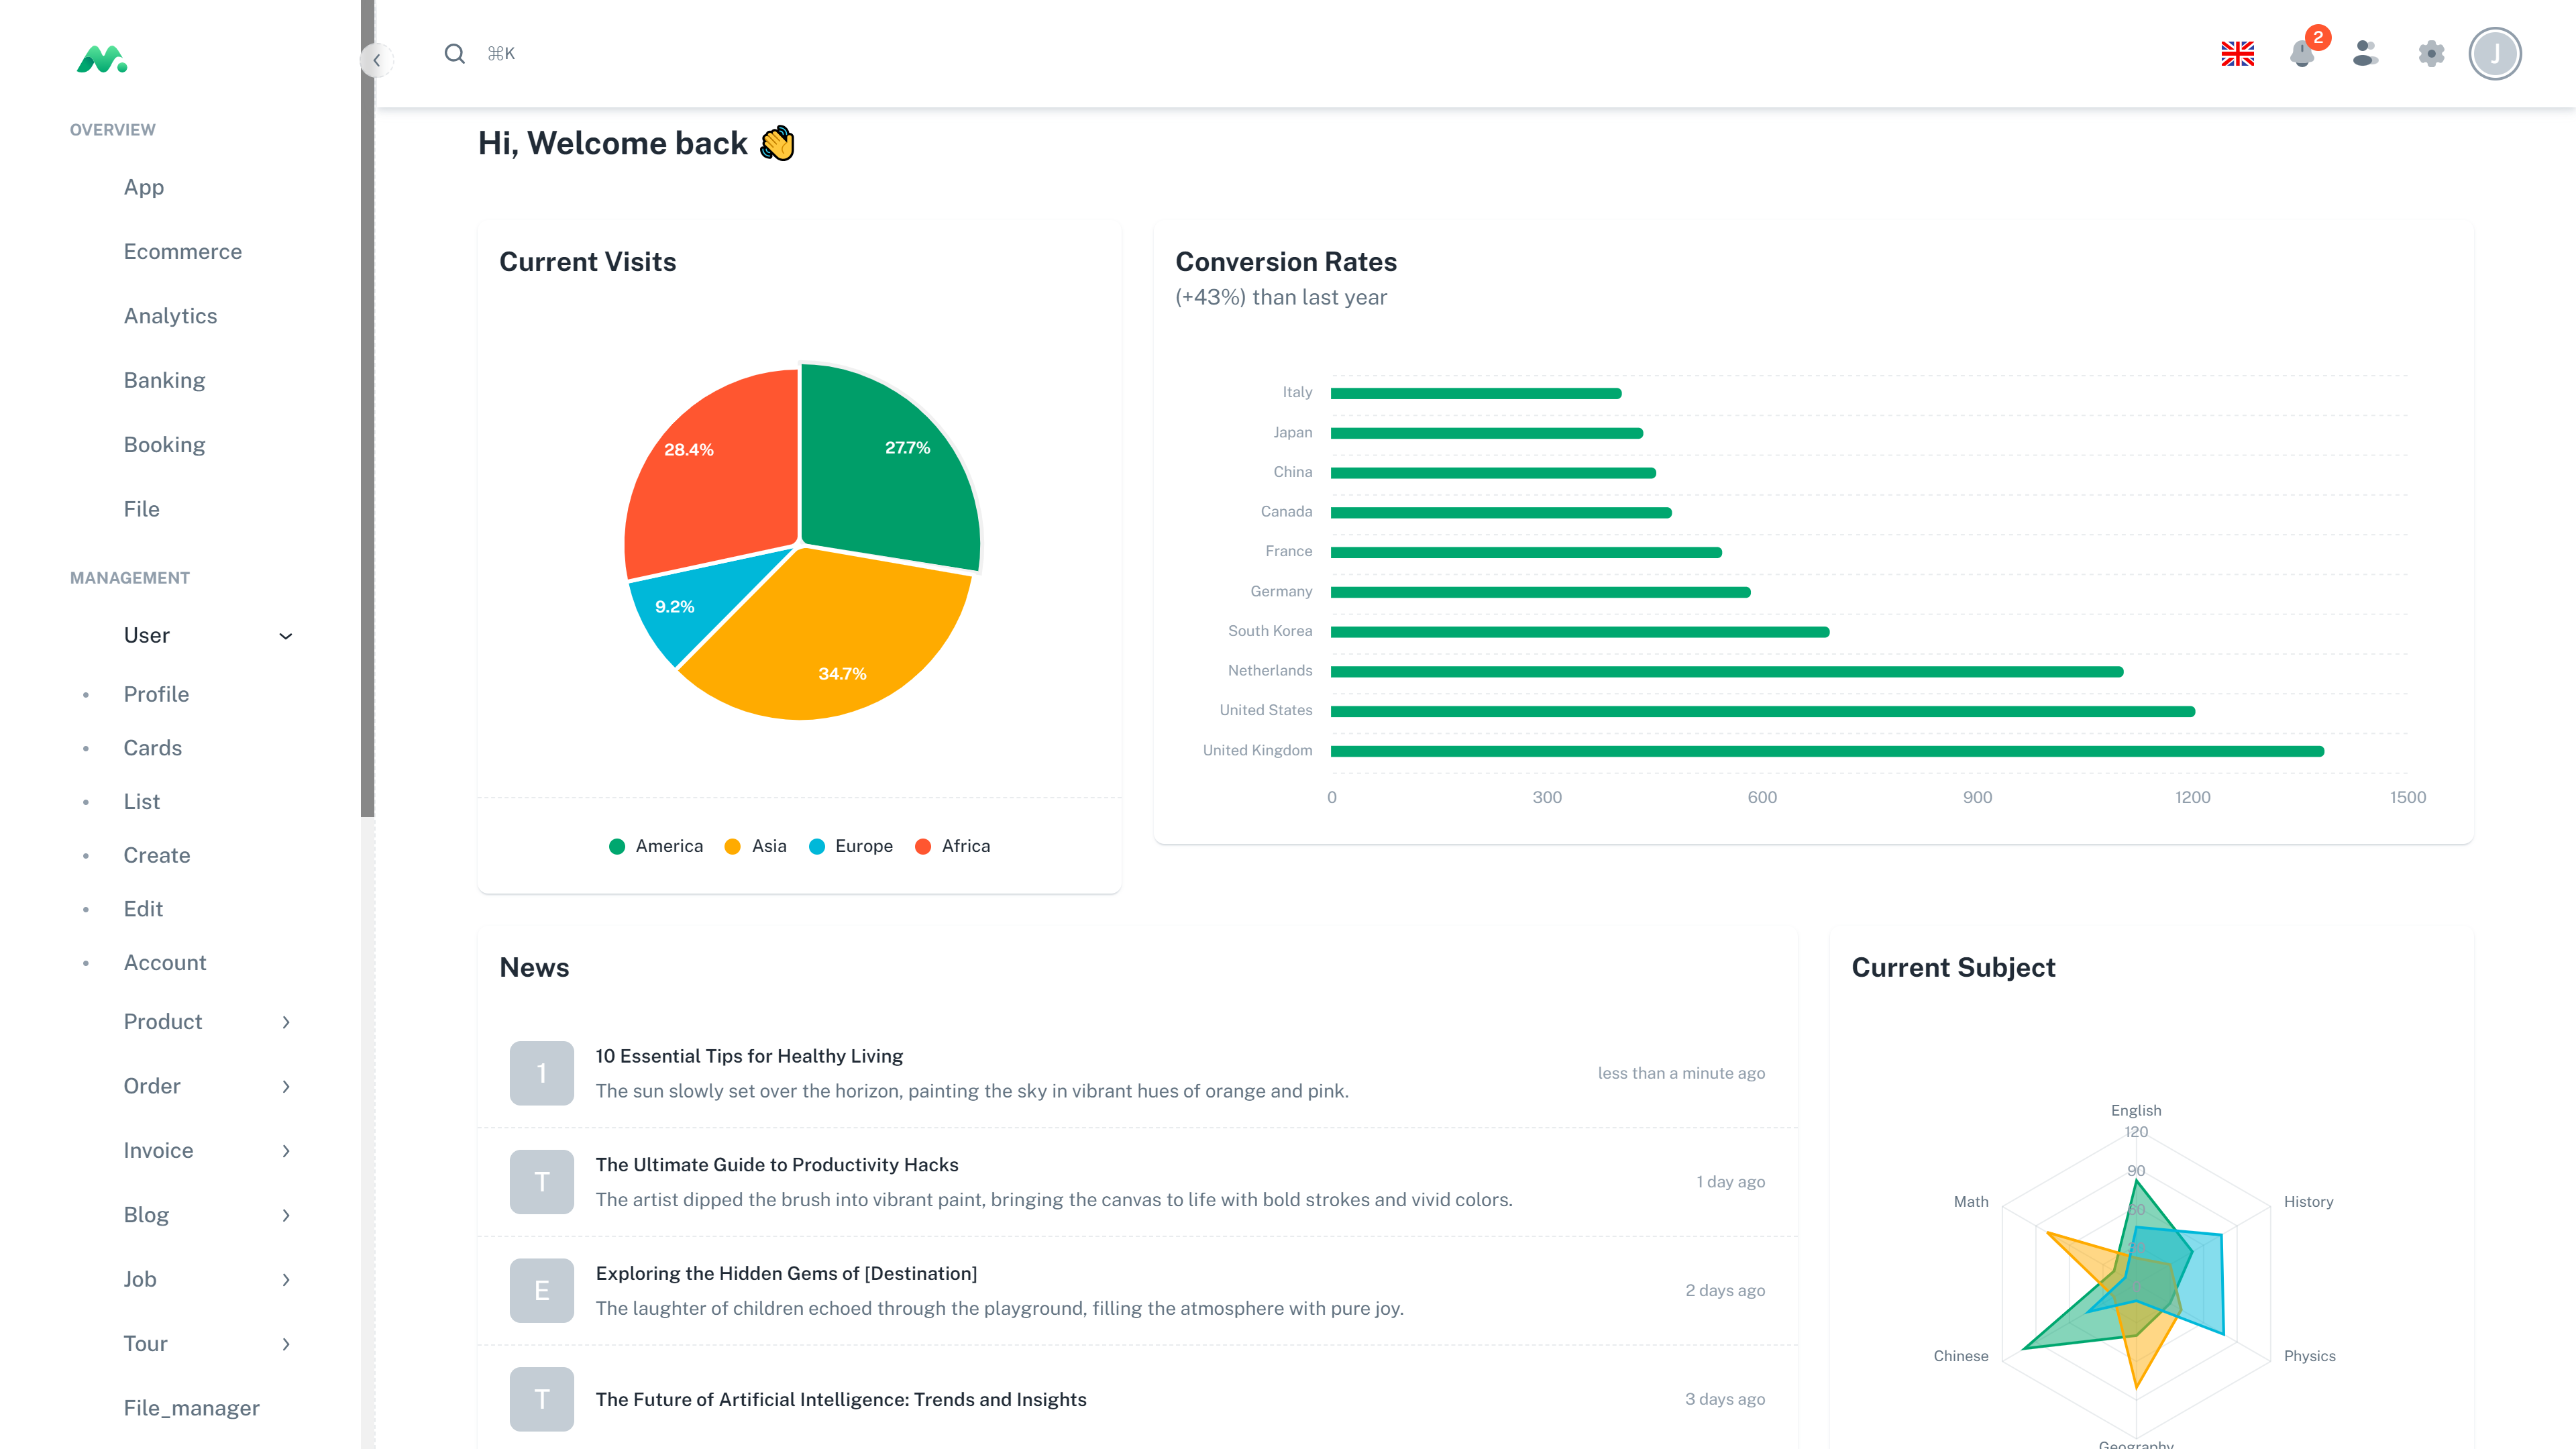 OVERVIEW
App
Ecommerce
Analytics
Banking
Booking
File
MANAGEMENT
User
Profile
Cards
List
Create
Edit
Account
Product
Order
Invoice
Blog
Job
Tour
File_manager
⌘K
2
J
Hi, Welcome back 👋
Current Visits
28.4%
27.7%
9.2%
34.7%
America
Asia
Europe
Africa
Conversion Rates
(+43%) than last year
Italy
Japan
China
Canada
France
Germany
South Korea
Netherlands
United States
United Kingdom
0 300 600 900 1200 1500
News
1
10 Essential Tips for Healthy Living
The sun slowly set over the horizon, painting the sky in vibrant hues of orange and pink.
less than a minute ago
T
The Ultimate Guide to Productivity Hacks
The artist dipped the brush into vibrant paint, bringing the canvas to life with bold strokes and vivid colors.
1 day ago
E
Exploring the Hidden Gems of [Destination]
The laughter of children echoed through the playground, filling the atmosphere with pure joy.
2 days ago
T
The Future of Artificial Intelligence: Trends and Insights
3 days ago
Current Subject
English
120
90
60
30
Math
History
Chinese
Physics
Geography